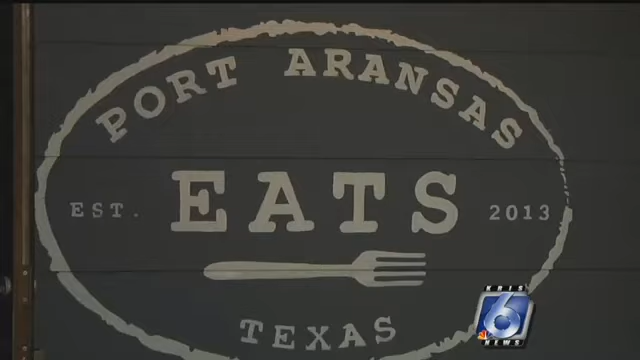 PORT ARANSAS
EST. EATS 2013
TEXAS
KRIS
6
NEWS